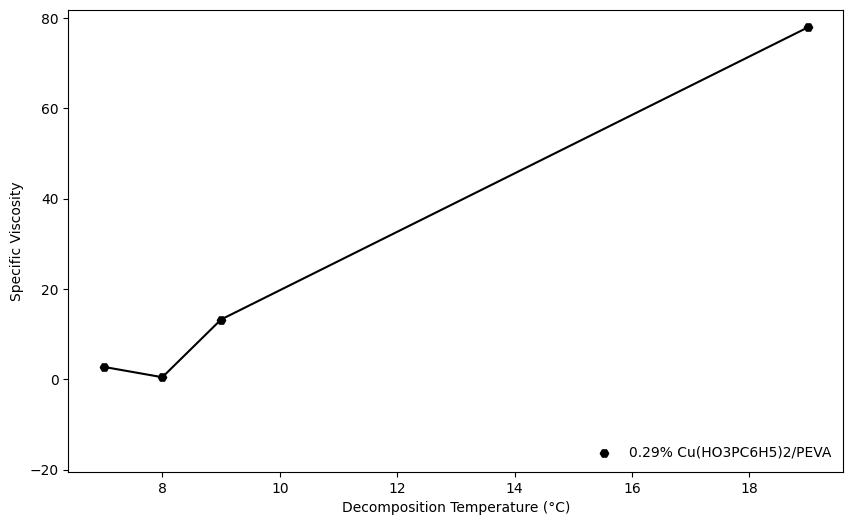 80
60
40
20
0
−20
Specific Viscosity
0.29% Cu(HO3PC6H5)2/PEVA
8 10 12 14 16 18
Decomposition Temperature (°C)